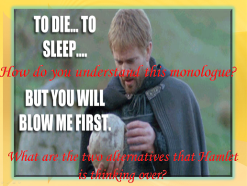 TO DIE... TO
SLEEP....
How do you understand this monologue?
BUT YOU WILL
BLOW ME FIRST.
What are the two alternatives that Hamlet
is thinking over?